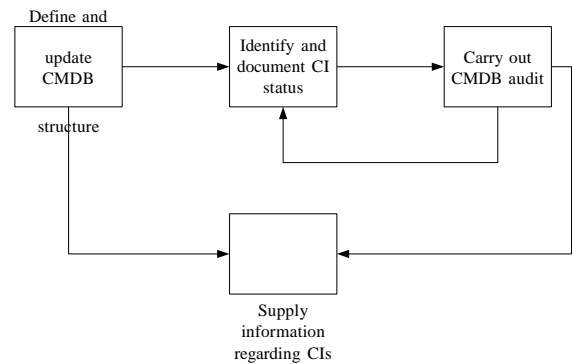 Define and
update
CMDB
structure
Identify and
document CI
status
Carry out
CMDB audit
Supply
information
regarding CIs